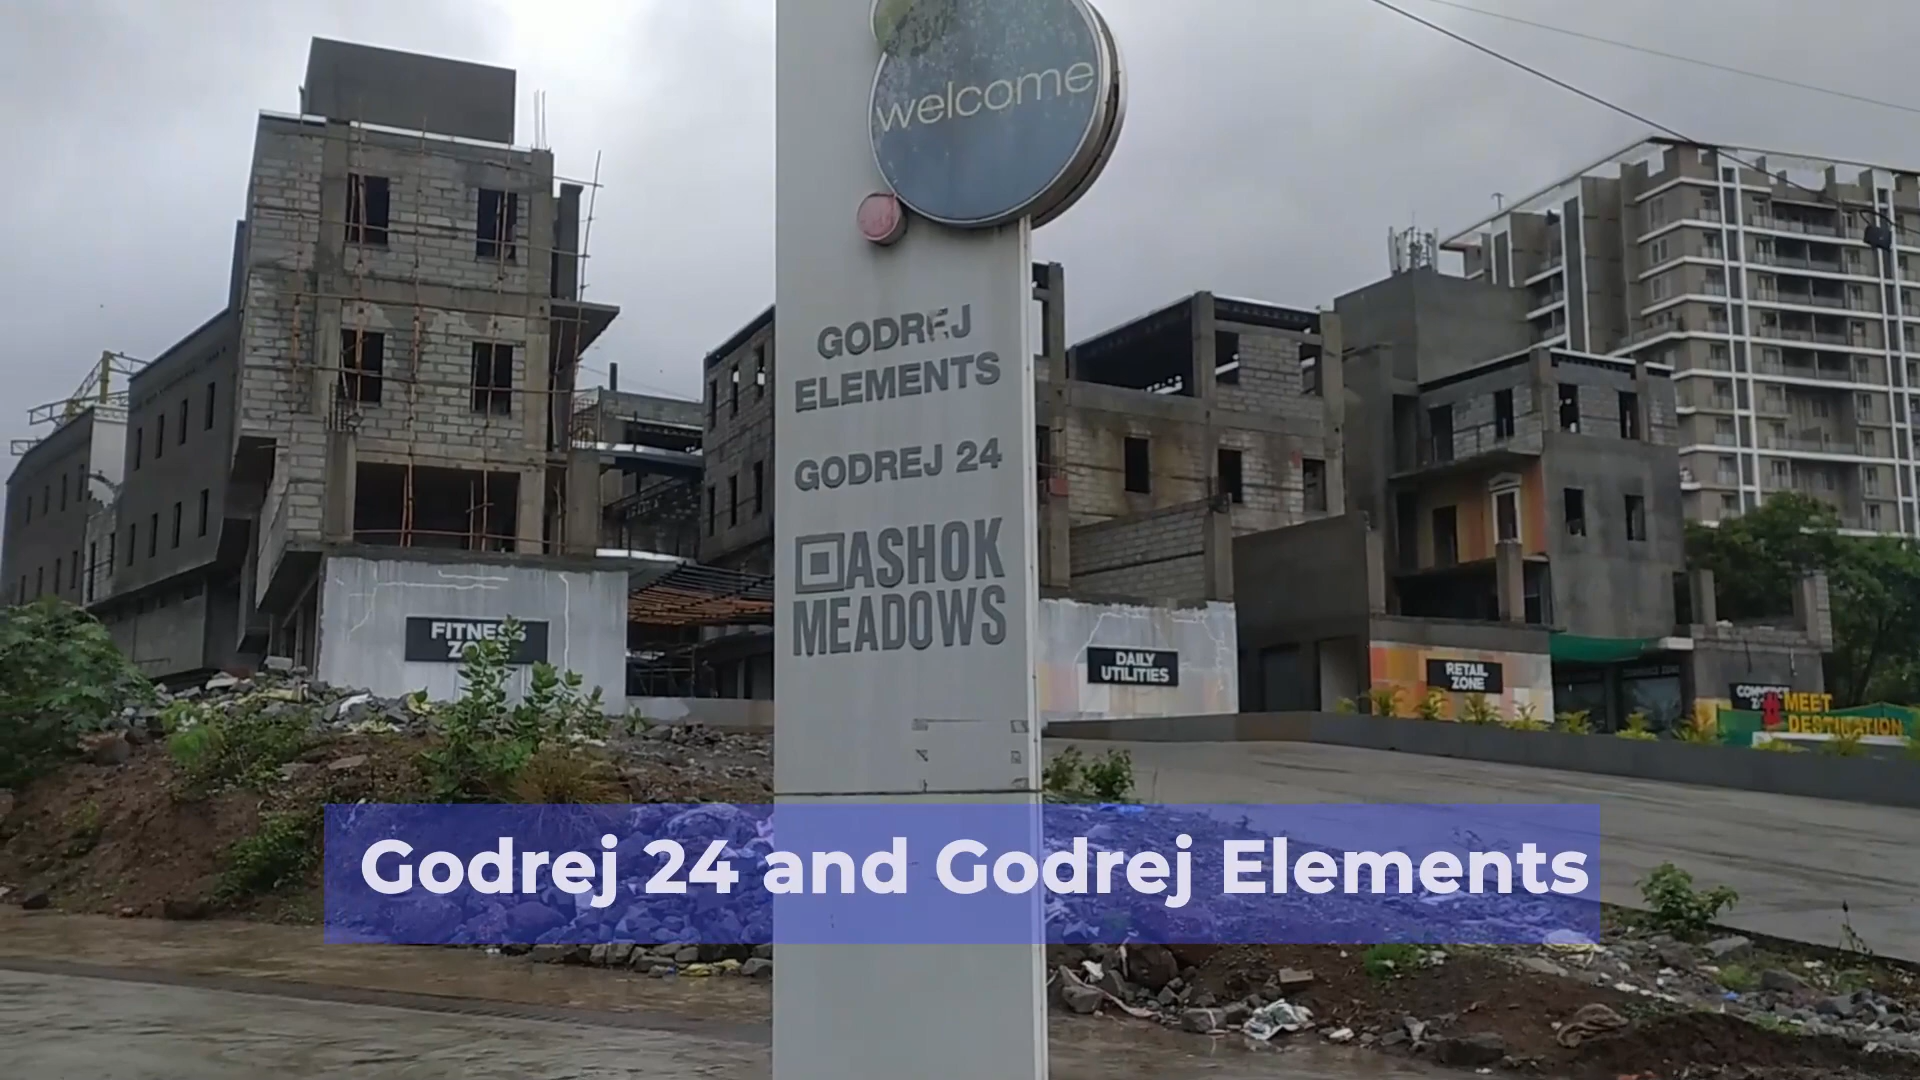 welcome
GODREJ
ELEMENTS
GODREJ 24
ASHOK
MEADOWS
FITNESS
ZONE
DAILY
UTILITIES
RETAIL
ZONE
#MEET
DESTINATION
Godrej 24 and Godrej Elements